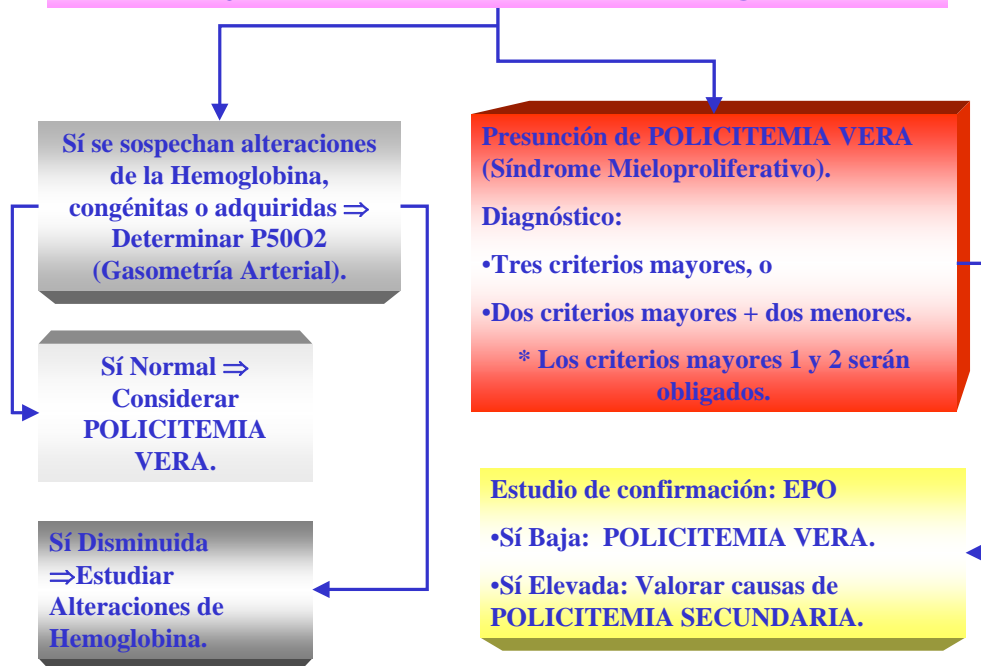 Sí se sospechan alteraciones
de la Hemoglobina,
congénitas o adquiridas ⇒
Determinar P50O2
(Gasometría Arterial).
Sí Normal ⇒
Considerar
POLICITEMIA
VERA.
Sí Disminuida
⇒Estudiar
Alteraciones de
Hemoglobina.
Presunción de POLICITEMIA VERA
(Síndrome Mieloproliferativo).
Diagnóstico:
•Tres criterios mayores, o
•Dos criterios mayores + dos menores.
* Los criterios mayores 1 y 2 serán
obligados.
Estudio de confirmación: EPO
•Sí Baja: POLICITEMIA VERA.
•Sí Elevada: Valorar causas de
POLICITEMIA SECUNDARIA.